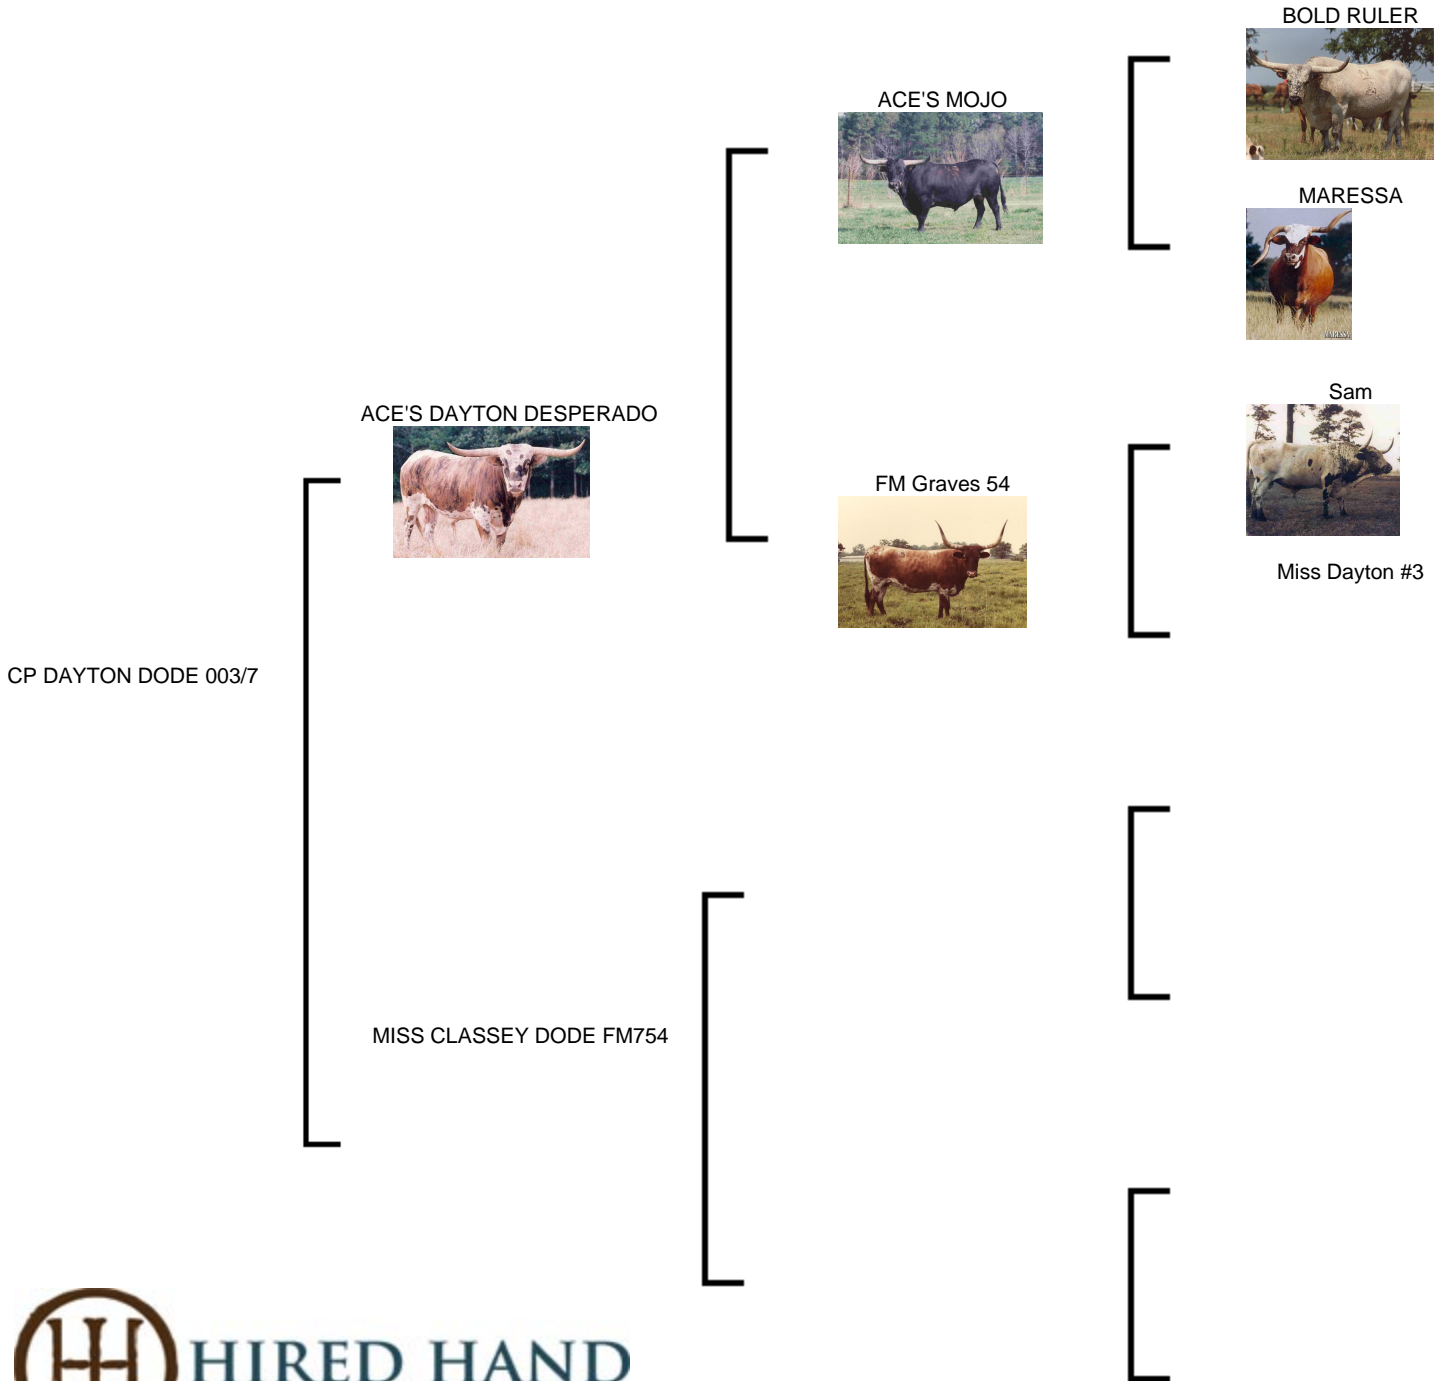 BOLD RULER
ACE'S MOJO
MARESSA
MARESSA
Sam
ACE'S DAYTON DESPERADO
FM Graves 54
Miss Dayton #3
CP DAYTON DODE 003/7
MISS CLASSEY DODE FM754
HIRED HAND